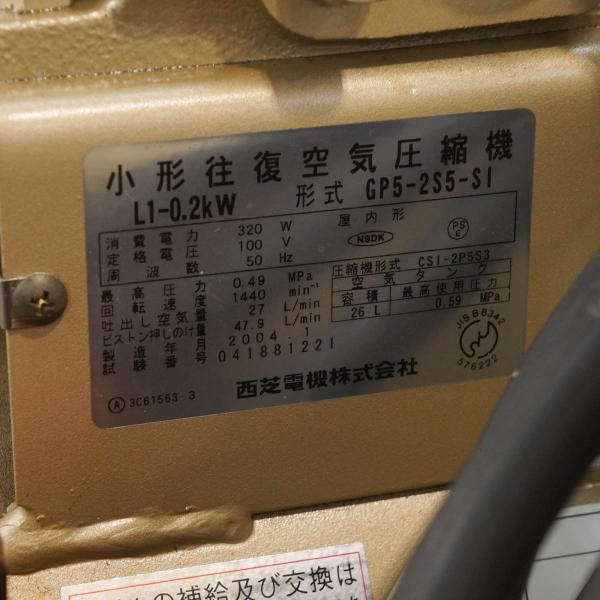 小形往復空気圧縮機
L1-0.2kW 形式 GP5-2S5-S1
消費電力 320 W 屋内形
定格電圧 100 V NSDK PSE
周波数 50 Hz
最高圧力 0.49 MPa
回転速度 1440 min⁻¹
吐出し空気量 27 L/min
ピストン押しのけ量 47.9 L/min
製造年月 2004.1
試験番号 041881221
圧縮機形式 CSI-2P5S3
空気タンク
容積 最高使用圧力
26 L 0.59 MPa
JIS B 8342
576222
西芝電機株式会社
A 3C61563-3
の補給及び交換は